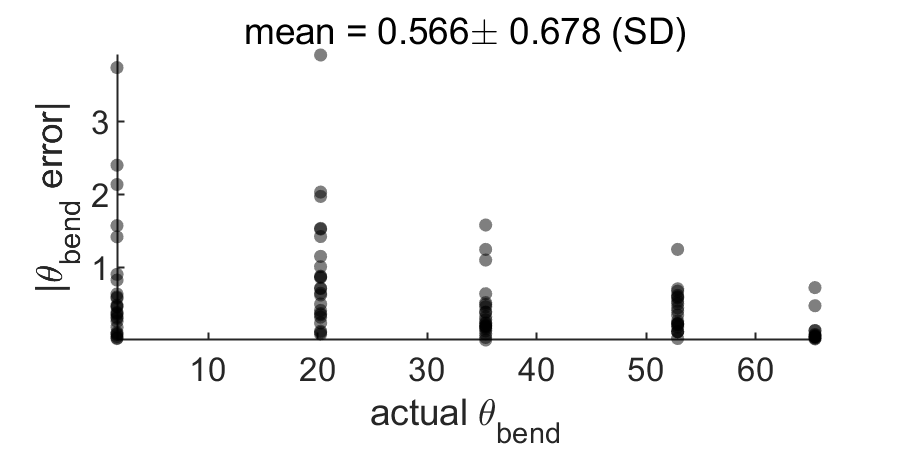 mean = 0.566± 0.678 (SD)
|θbend error|
3
2
1
10 20 30 40 50 60
actual θbend